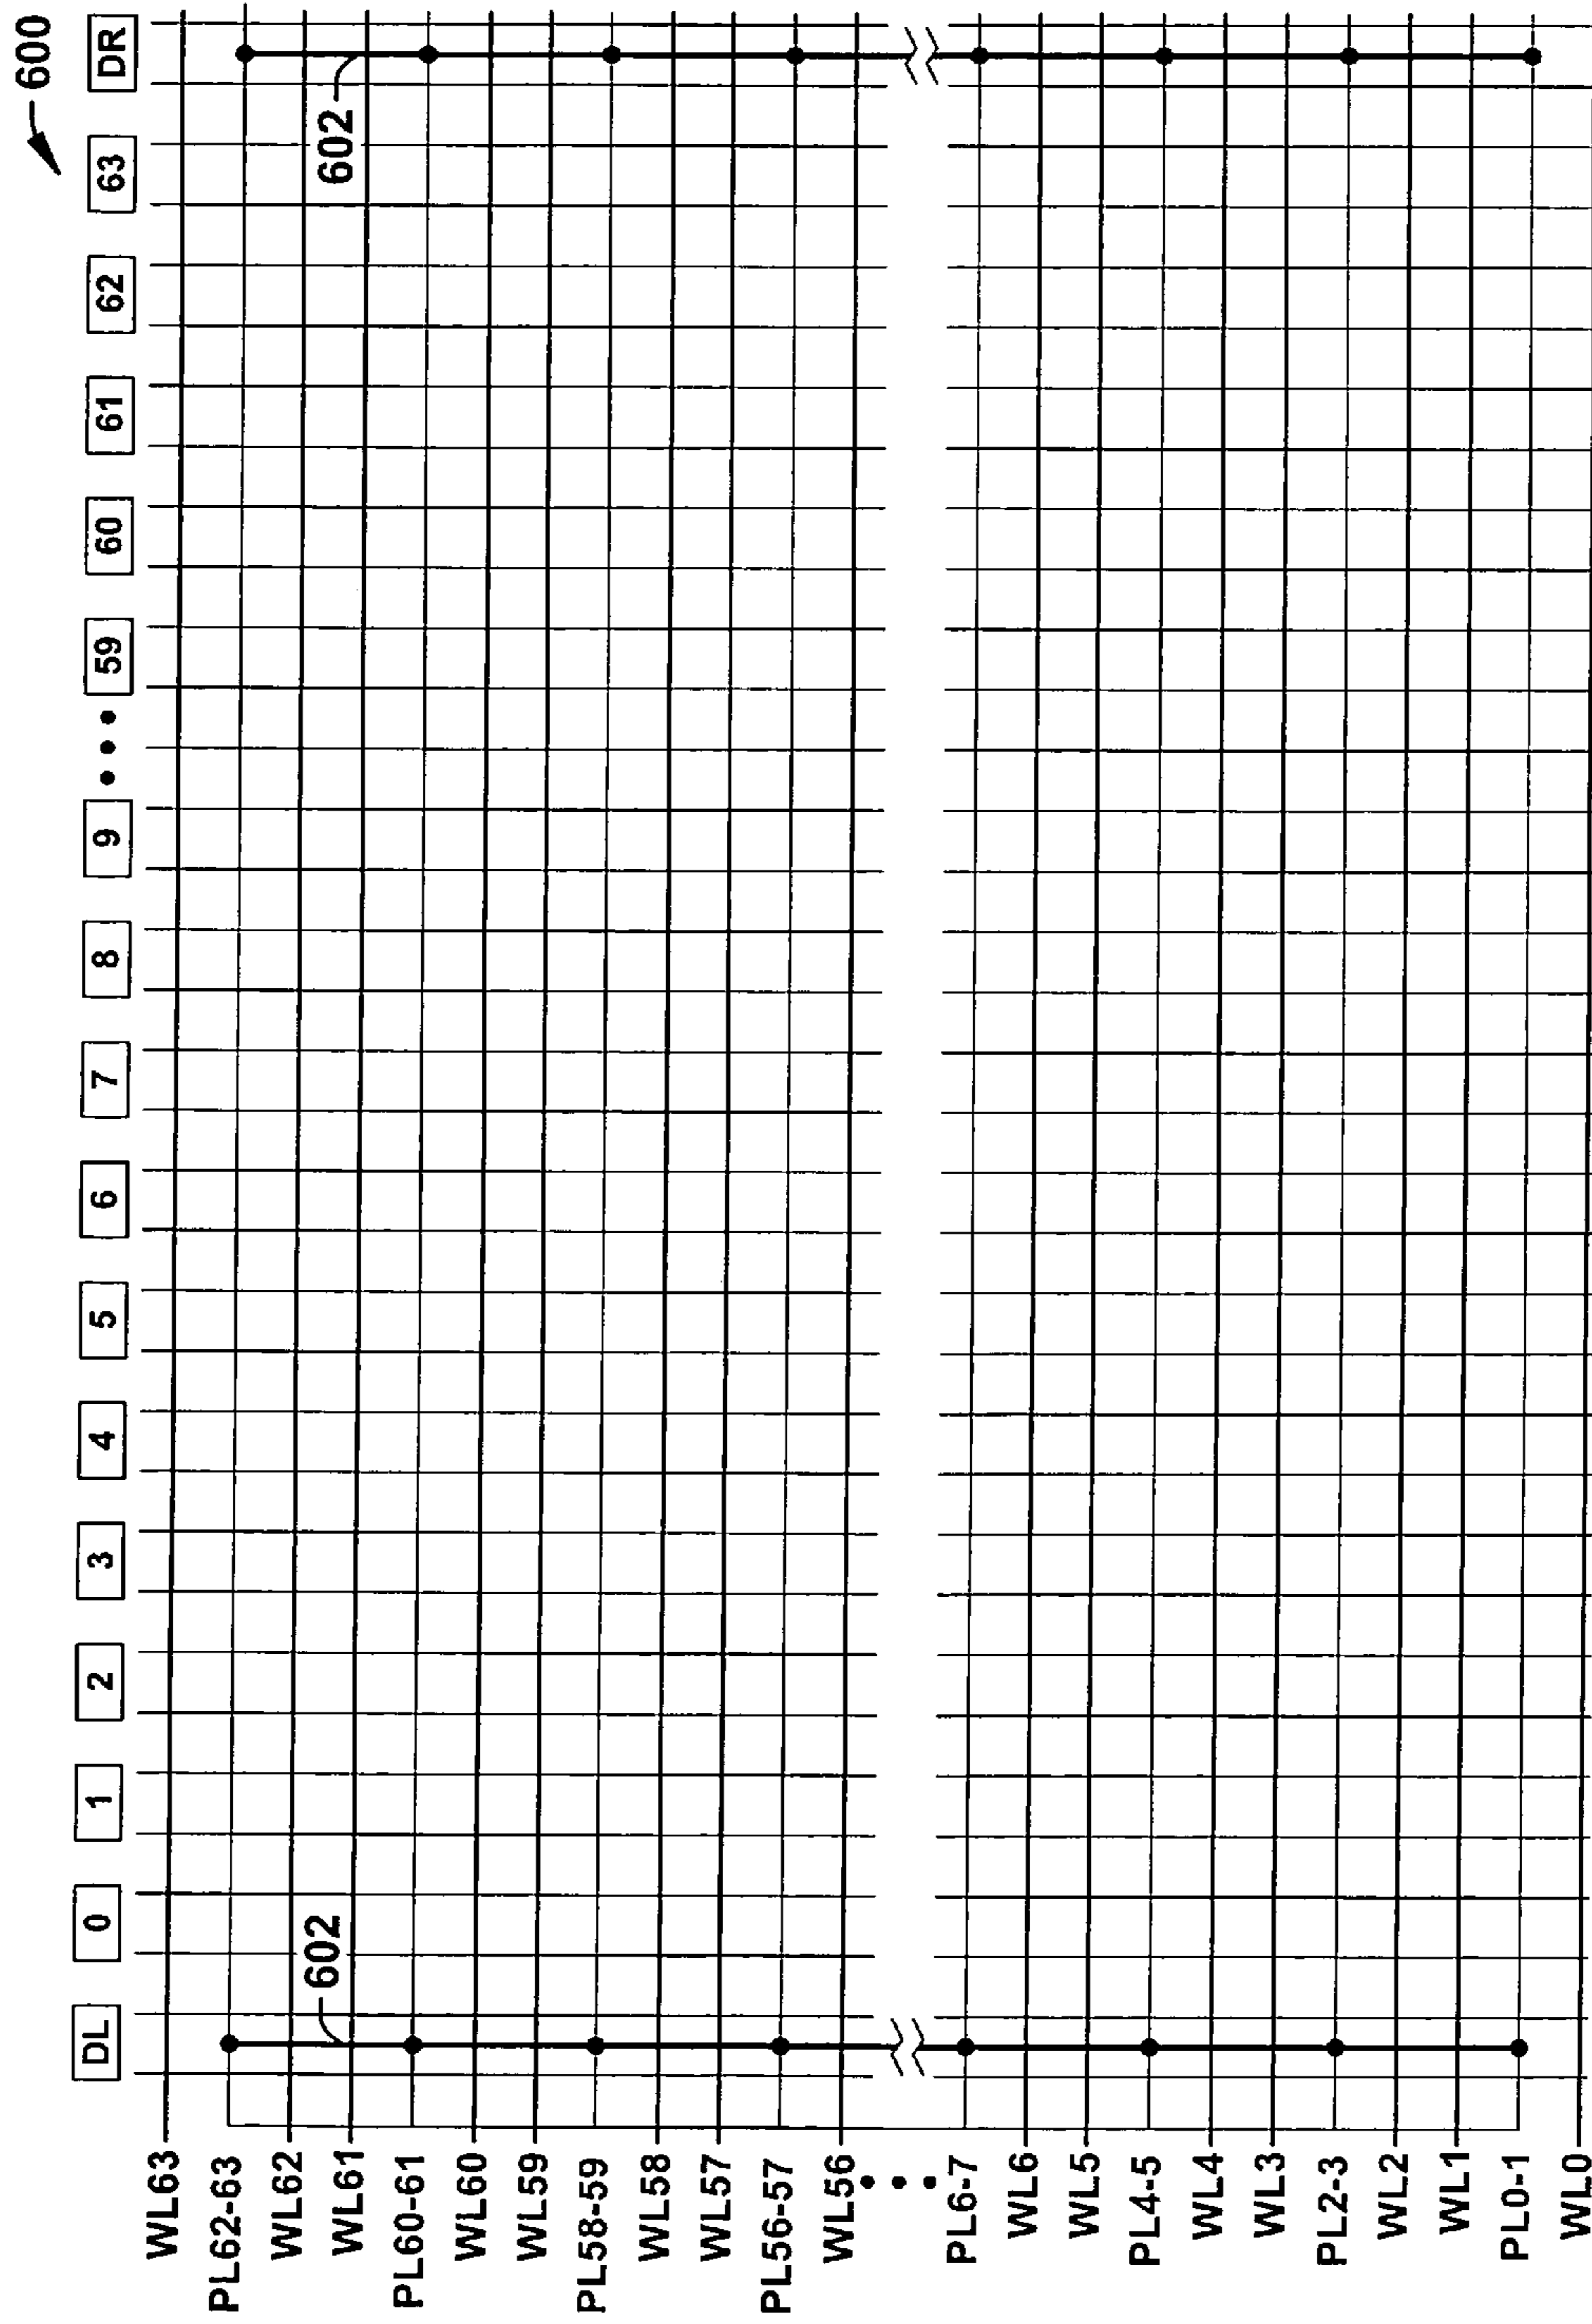 600
DL 0 1 2 3 4 5 6 7 8 9 ••• 59 60 61 62 63 DR
602
602
WL63
PL62-63
WL62
WL61
PL60-61
WL60
WL59
PL58-59
WL58
WL57
PL56-57
WL56
•••
PL6-7
WL6
WL5
PL4-5
WL4
WL3
PL2-3
WL2
WL1
PL0-1
WL0